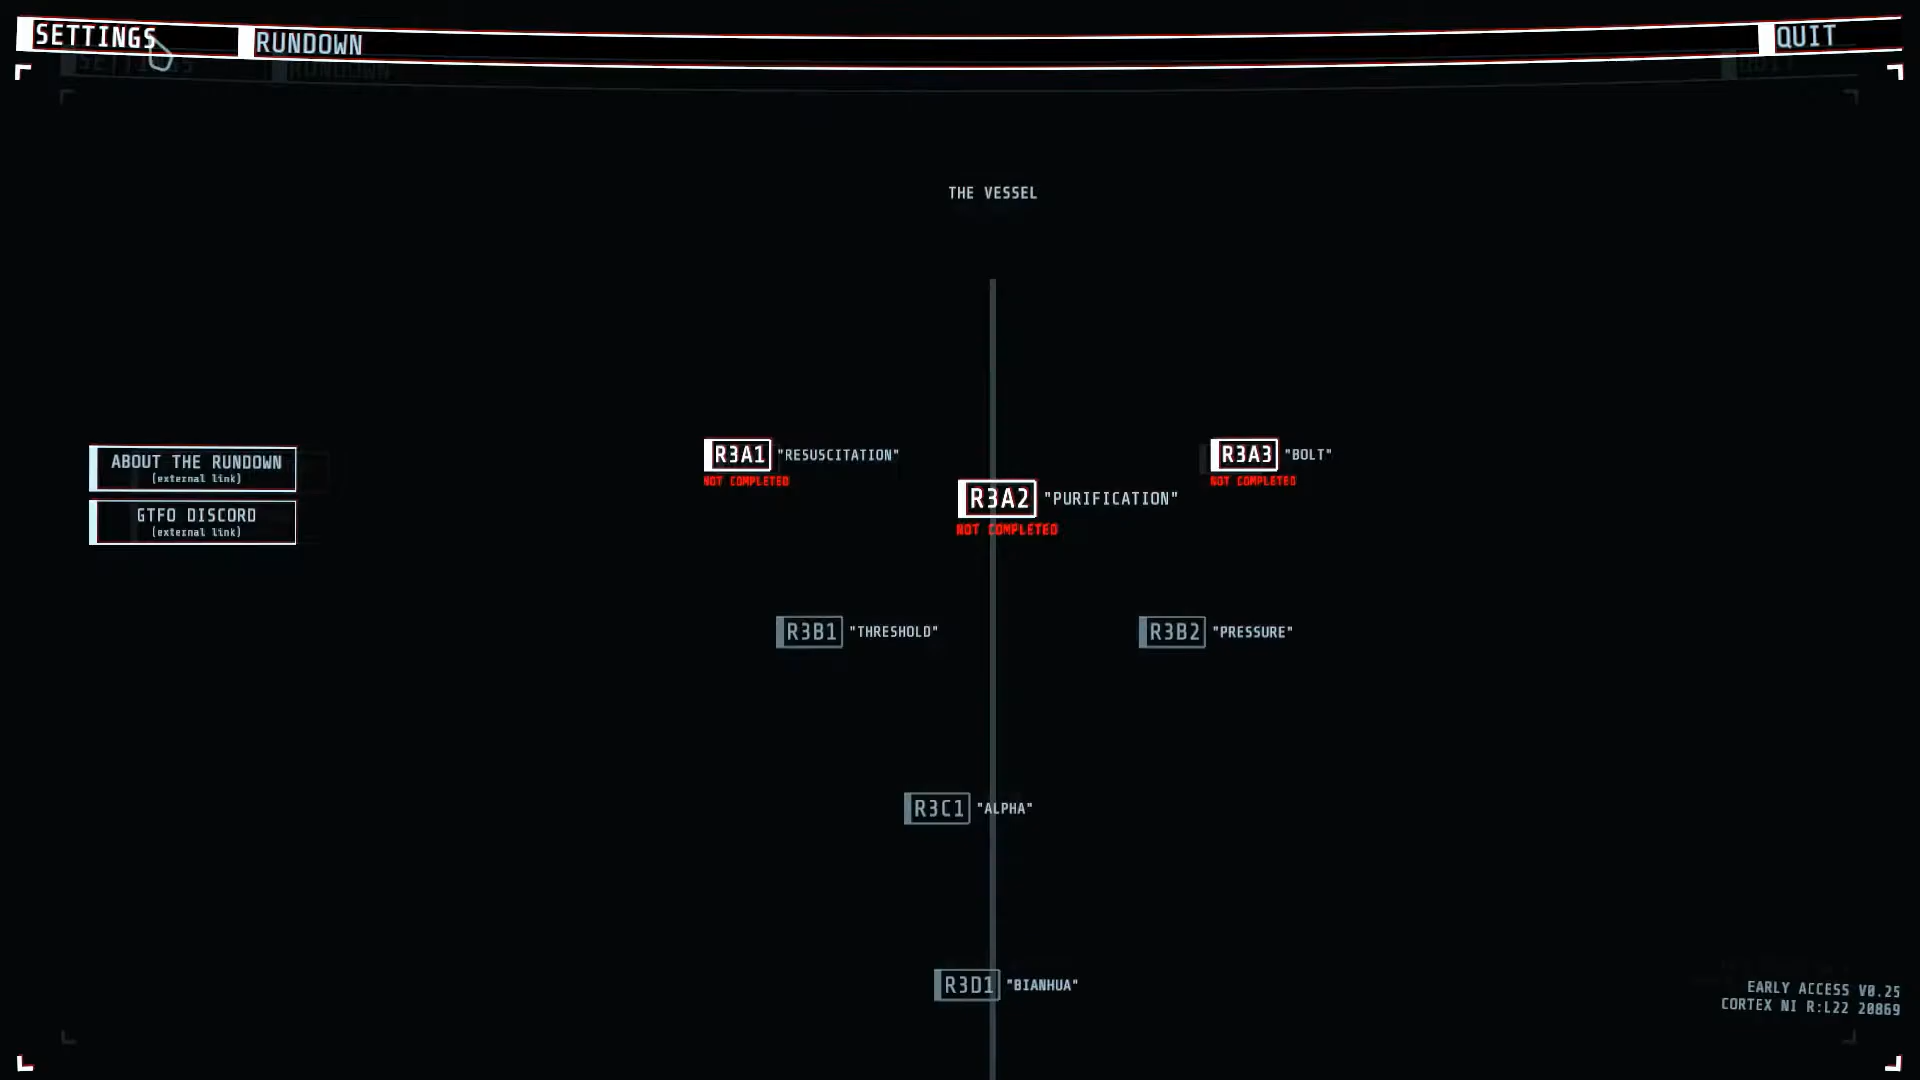 SETTINGS
RUNDOWN
QUIT
THE VESSEL
R3A1 "RESUSCITATION"
NOT COMPLETED
R3A2 "PURIFICATION"
NOT COMPLETED
R3A3 "BOLT"
NOT COMPLETED
ABOUT THE RUNDOWN
(external link)
GTFO DISCORD
(external link)
R3B1 "THRESHOLD"
R3B2 "PRESSURE"
R3C1 "ALPHA"
R3D1 "BIANHUA"
EARLY ACCESS V0.25
CORTEX NI R:L22 20869